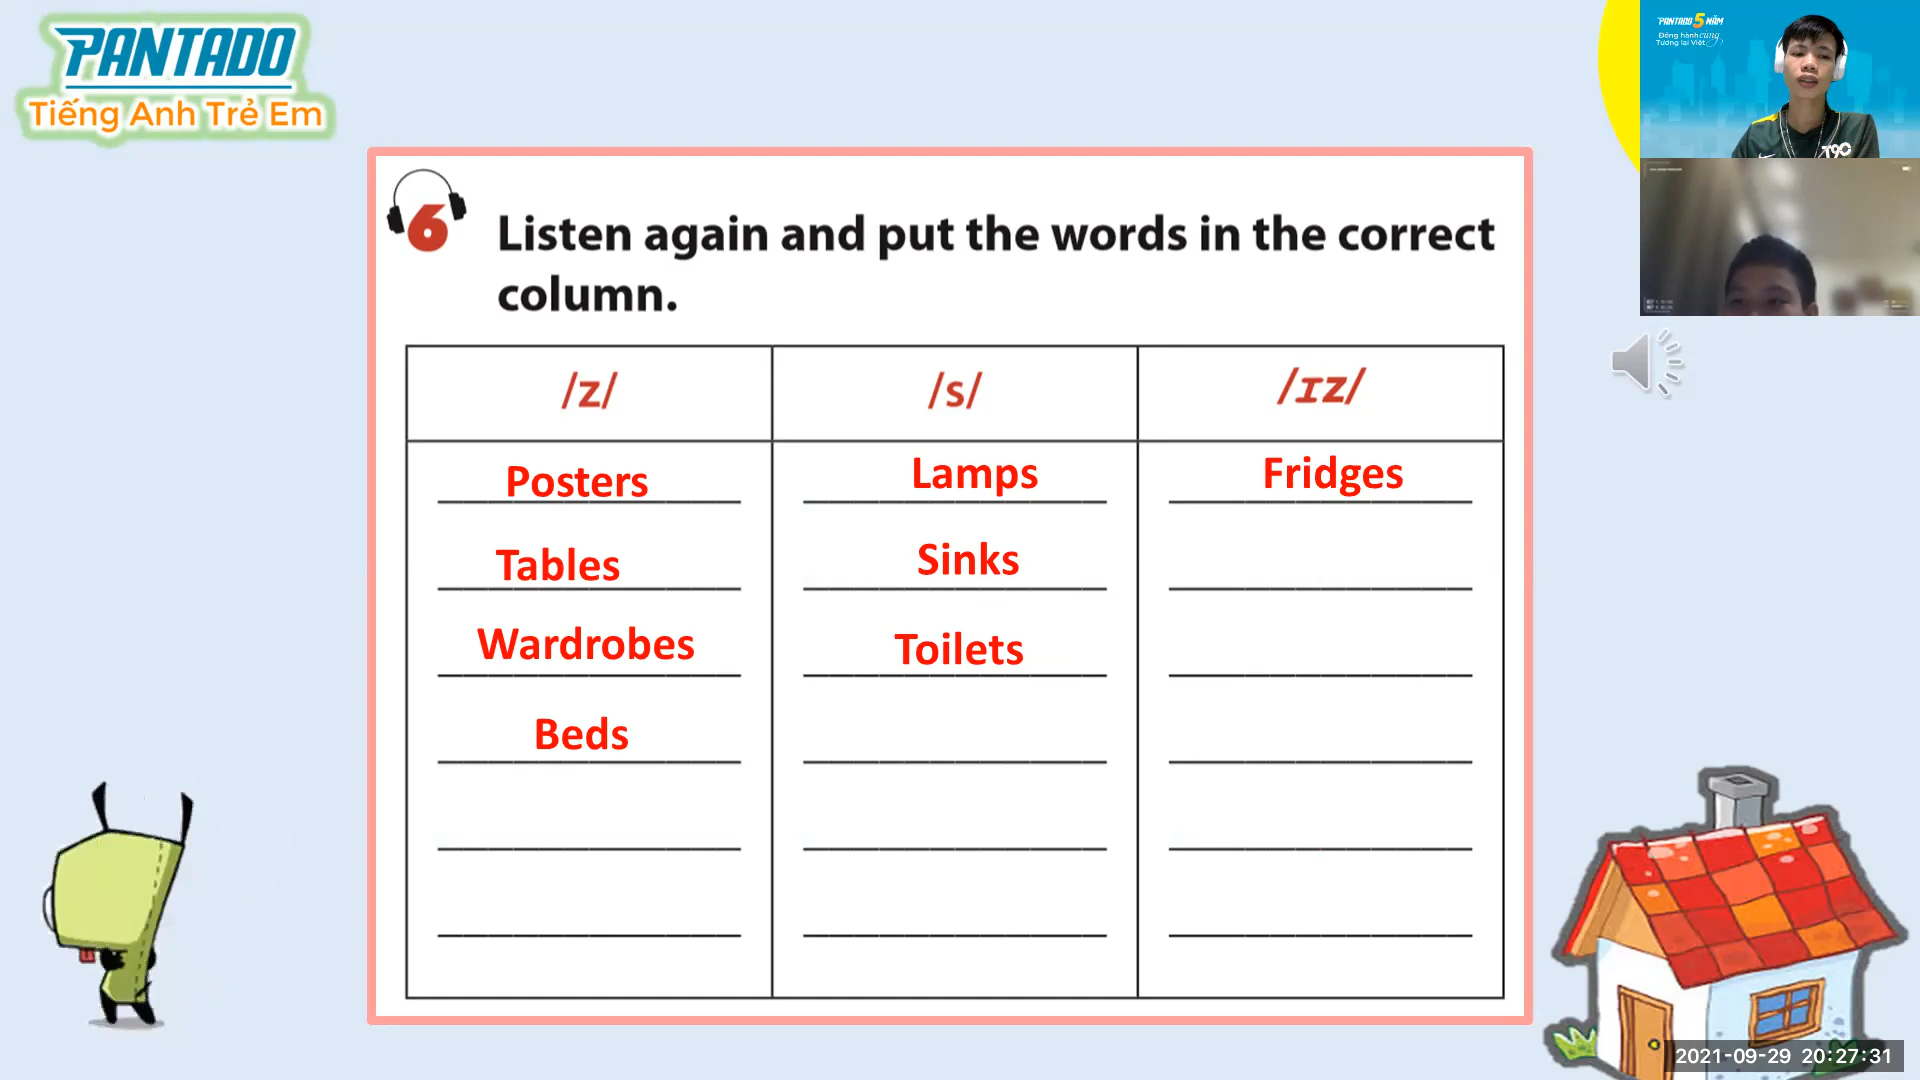 PANTADO
Tiếng Anh Trẻ Em
PANTADO 5 NĂM
Đồng hành cùng
Tương lai Việt
T90
6 Listen again and put the words in the correct
column.
/z/ /s/ /ɪz/
Posters Lamps Fridges
Tables Sinks
Wardrobes Toilets
Beds
2021-09-29 20:27:31